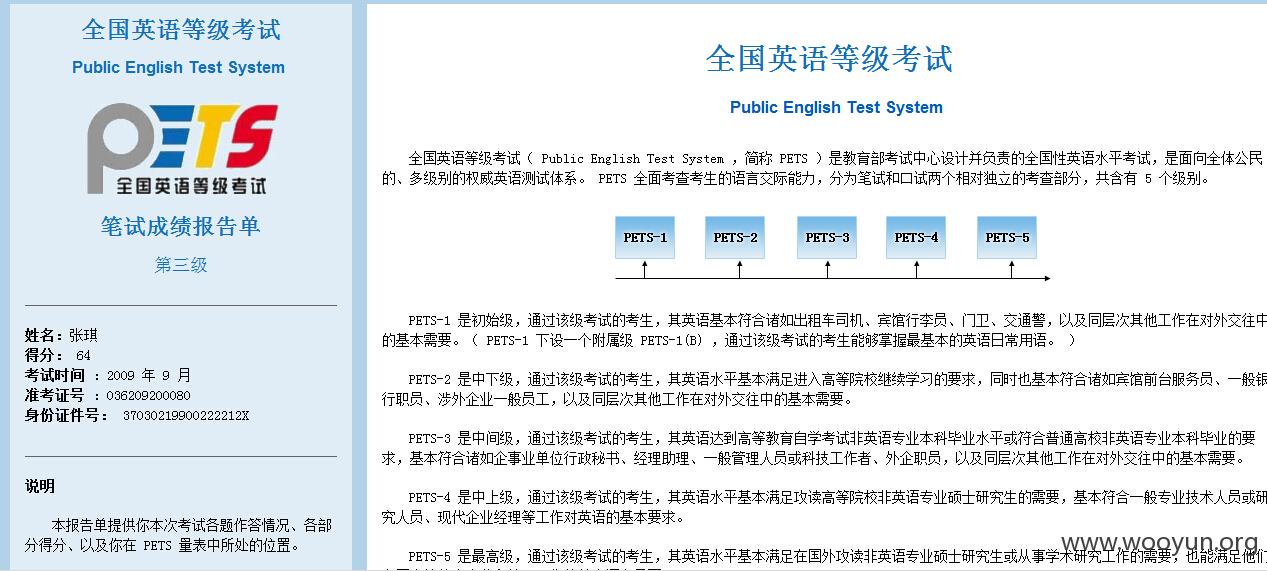 全国英语等级考试
Public English Test System
PETS
全国英语等级考试
笔试成绩报告单
第三级
姓名：张琪
得分： 64
考试时间 ：2009 年 9 月
准考证号 ：036209200080
身份证件号： 37030219900222212X
说明
本报告单提供你本次考试各题作答情况、各部
分得分、以及你在 PETS 量表中所处的位置。
全国英语等级考试
Public English Test System
全国英语等级考试（ Public English Test System ，简称 PETS ）是教育部考试中心设计并负责的全国性英语水平考试，是面向全体公民
的、多级别的权威英语测试体系。 PETS 全面考查考生的语言交际能力，分为笔试和口试两个相对独立的考查部分，共含有 5 个级别。
PETS-1 PETS-2 PETS-3 PETS-4 PETS-5
PETS-1 是初始级，通过该级考试的考生，其英语基本符合诸如出租车司机、宾馆行李员、门卫、交通警，以及同层次其他工作在对外交往中
的基本需要。（ PETS-1 下设一个附属级 PETS-1(B) ，通过该级考试的考生能够掌握最基本的英语日常用语。 ）
PETS-2 是中下级，通过该级考试的考生，其英语水平基本满足进入高等院校继续学习的要求，同时也基本符合诸如宾馆前台服务员、一般银
行职员、涉外企业一般员工，以及同层次其他工作在对外交往中的基本需要。
PETS-3 是中间级，通过该级考试的考生，其英语达到高等教育自学考试非英语专业本科毕业水平或符合普通高校非英语专业本科毕业的要
求，基本符合诸如企事业单位行政秘书、经理助理、一般管理人员或科技工作者、外企职员，以及同层次其他工作在对外交往中的基本需要。
PETS-4 是中上级，通过该级考试的考生，其英语水平基本满足攻读高等院校非英语专业硕士研究生的需要，基本符合一般专业技术人员或研
究人员、现代企业经理等工作对英语的基本要求。
PETS-5 是最高级，通过该级考试的考生，其英语水平基本满足在国外攻读非英语专业硕士研究生或从事学术研究工作的需要，也能满足他们
www.wooyun.org